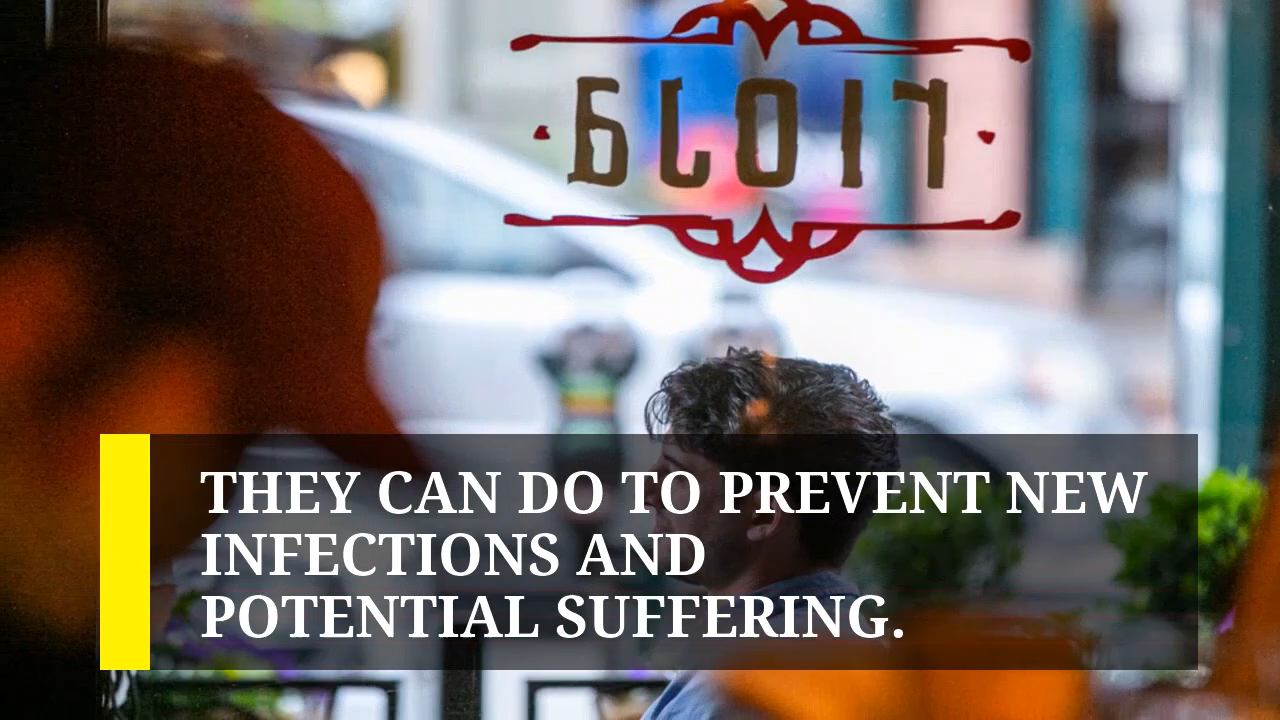 THEY CAN DO TO PREVENT NEW
INFECTIONS AND
POTENTIAL SUFFERING.